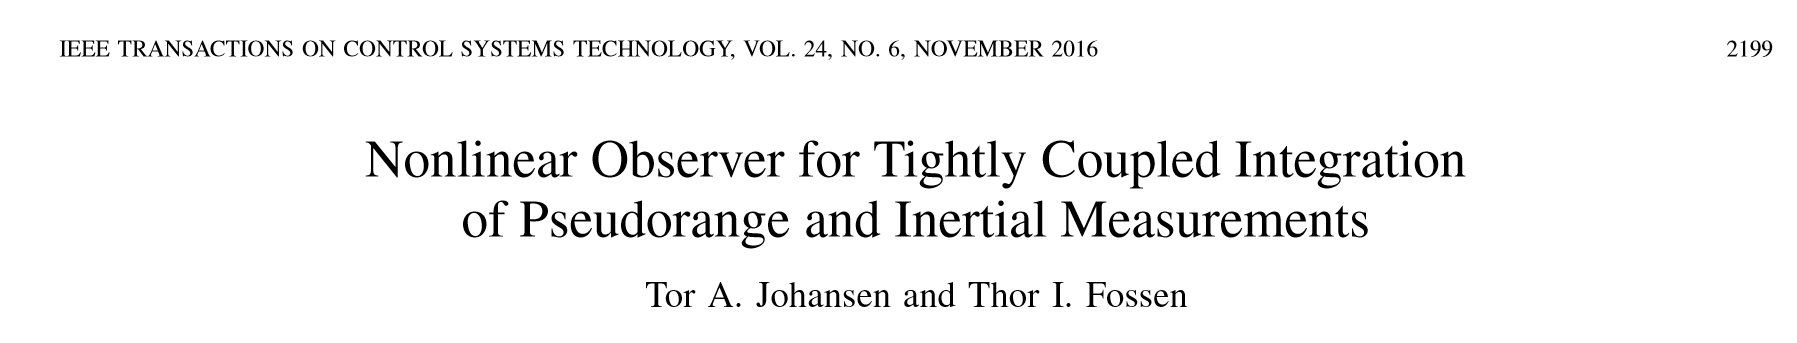 IEEE TRANSACTIONS ON CONTROL SYSTEMS TECHNOLOGY, VOL. 24, NO. 6, NOVEMBER 2016 2199
Nonlinear Observer for Tightly Coupled Integration
of Pseudorange and Inertial Measurements
Tor A. Johansen and Thor I. Fossen